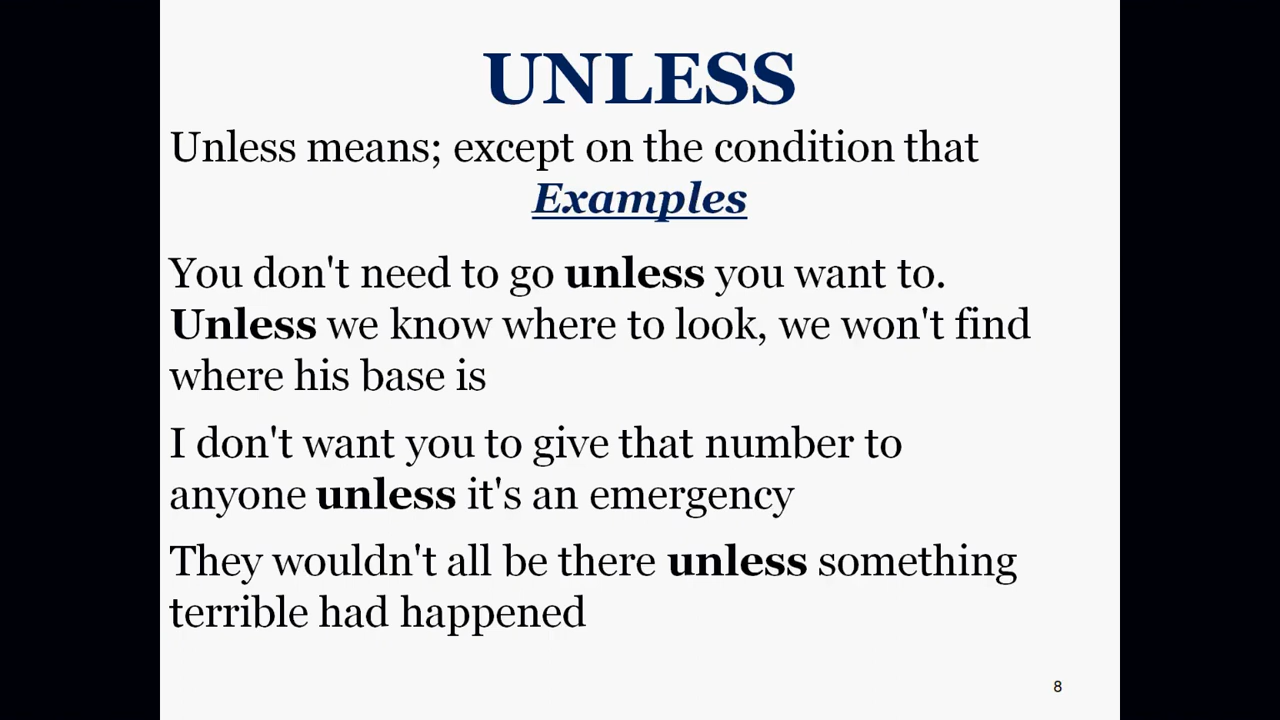 UNLESS
Unless means; except on the condition that
Examples
You don't need to go unless you want to.
Unless we know where to look, we won't find
where his base is
I don't want you to give that number to
anyone unless it's an emergency
They wouldn't all be there unless something
terrible had happened
8